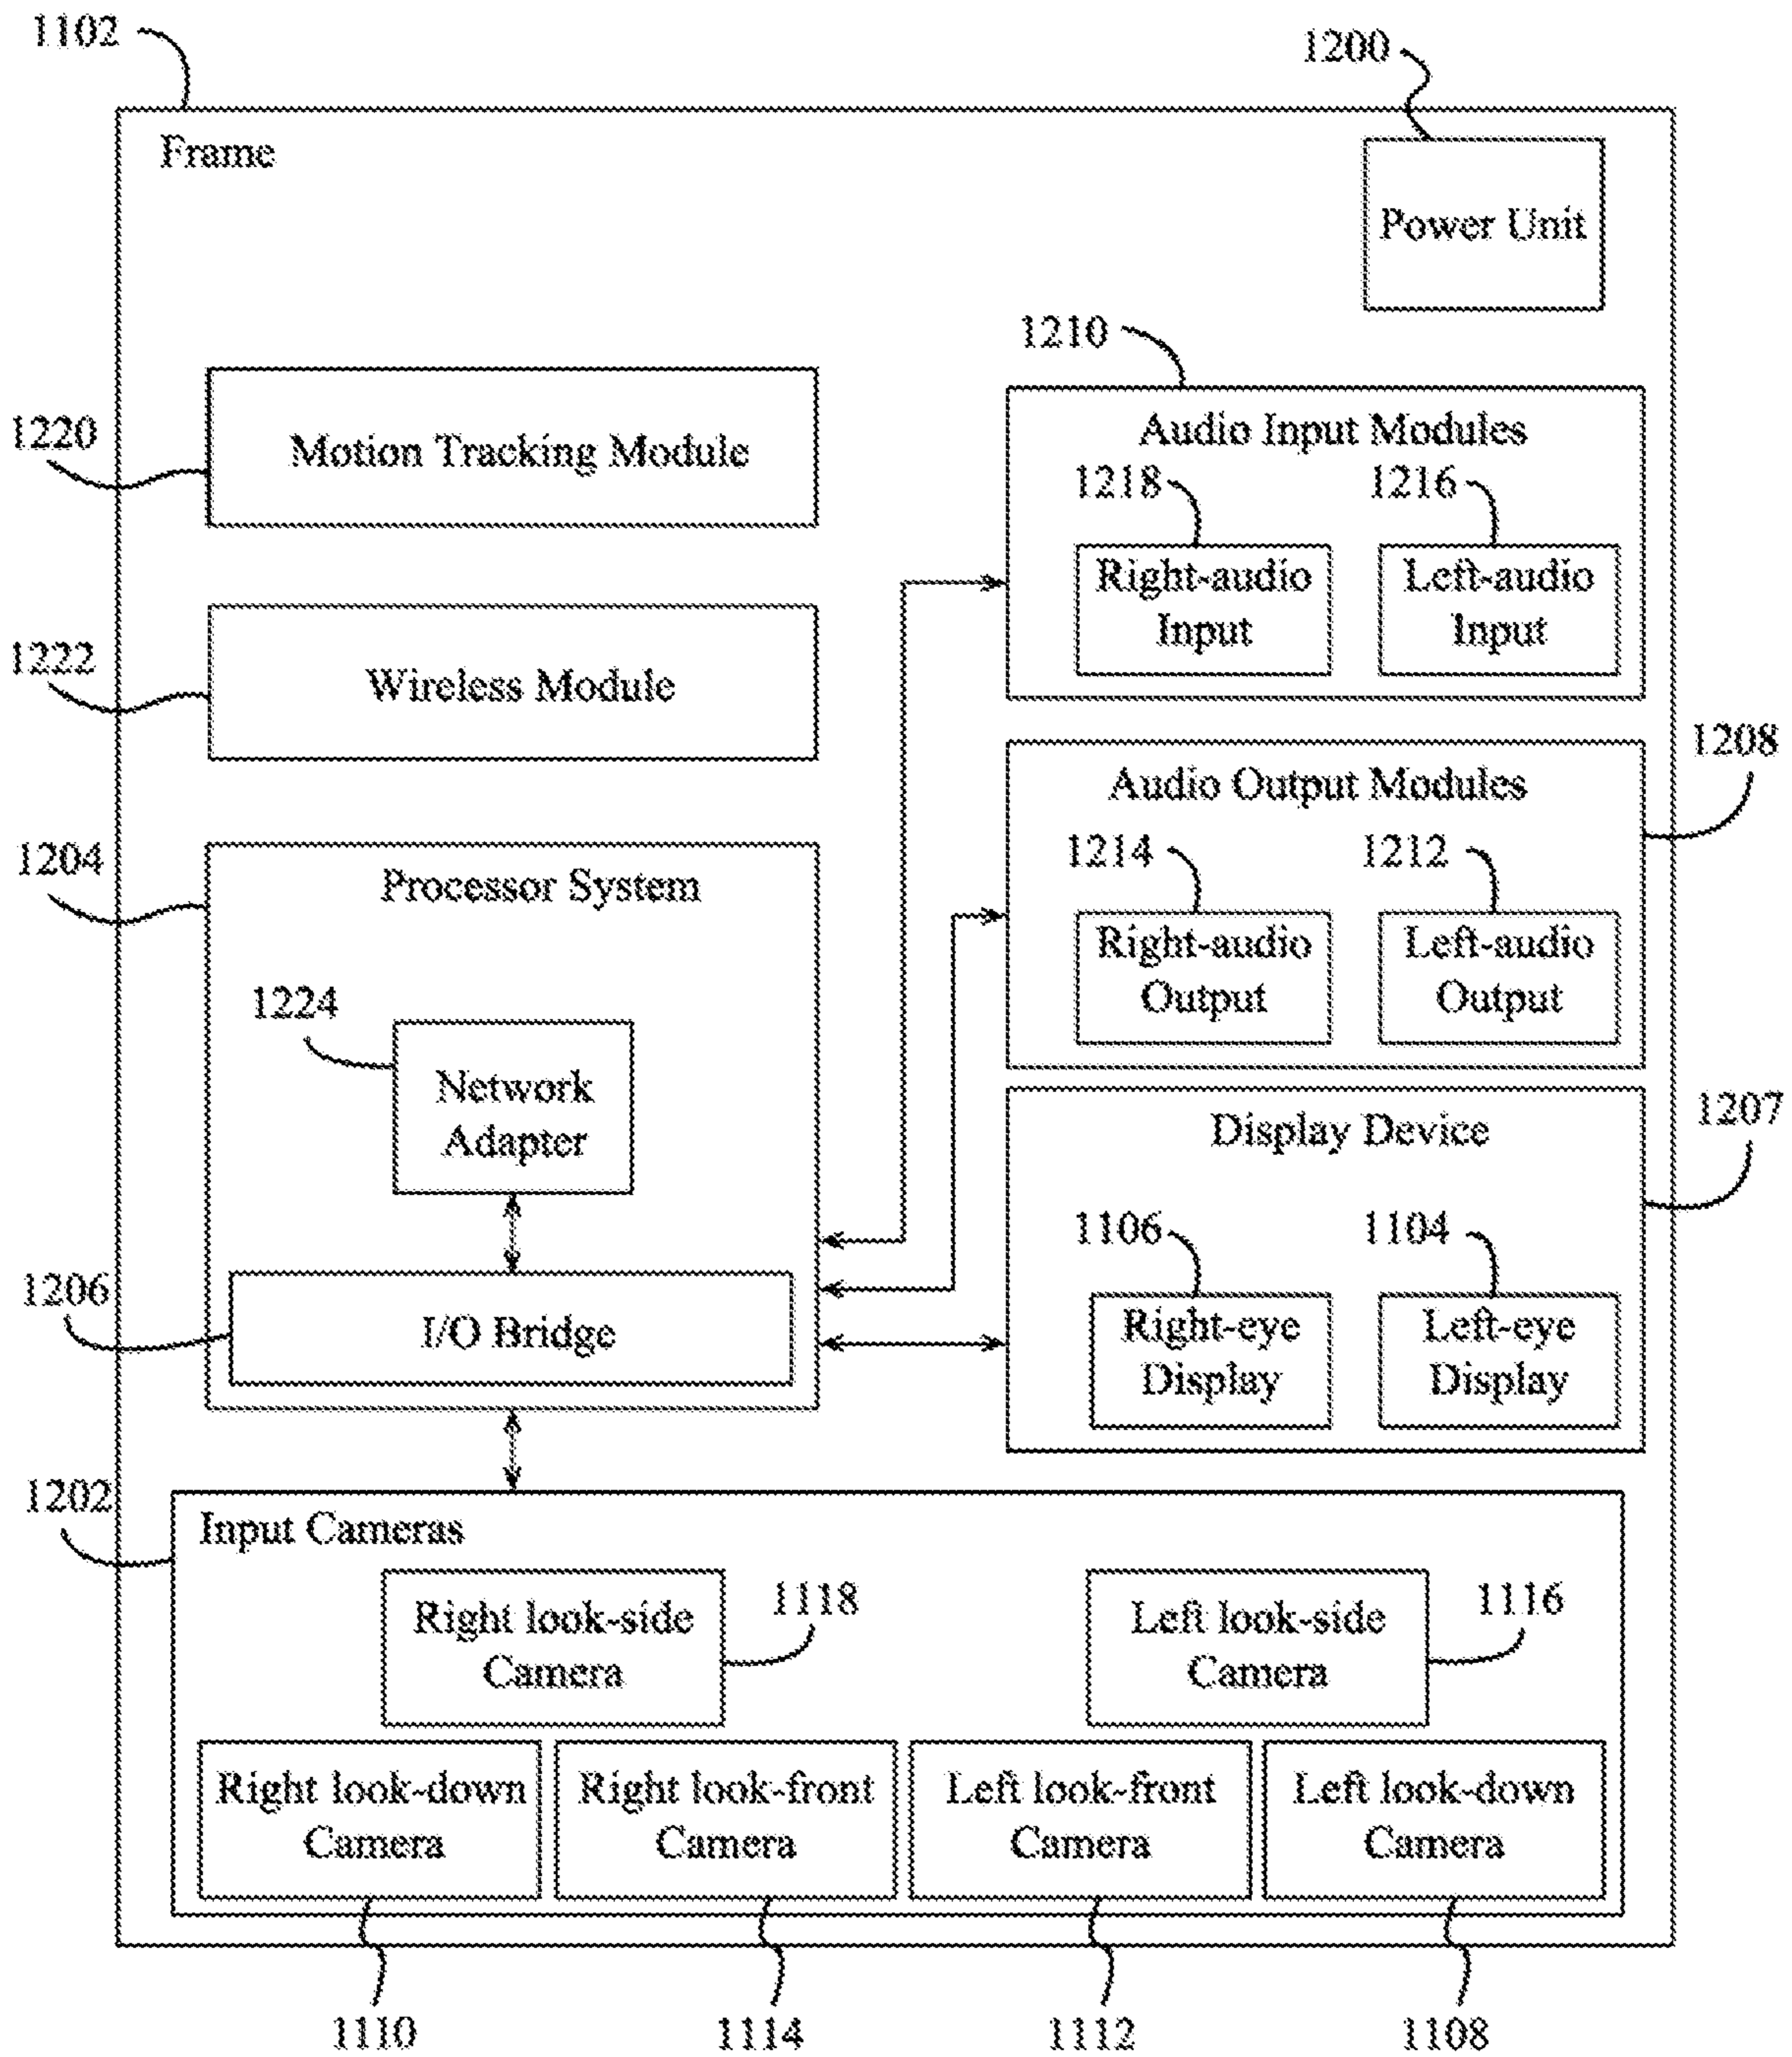 1102
1200
Frame
Power Unit
1210
1220
Motion Tracking Module
Audio Input Modules
1218
1216
Right-audio
Input
Left-audio
Input
1222
Wireless Module
1208
Audio Output Modules
1214
1212
Right-audio
Output
Left-audio
Output
1204
Processor System
1224
Network
Adapter
1207
Display Device
1106
1104
Right-eye
Display
Left-eye
Display
1206
I/O Bridge
1202
Input Cameras
Right look-side
Camera
1118
Left look-side
Camera
1116
Right look-down
Camera
Right look-front
Camera
Left look-front
Camera
Left look-down
Camera
1110
1114
1112
1108